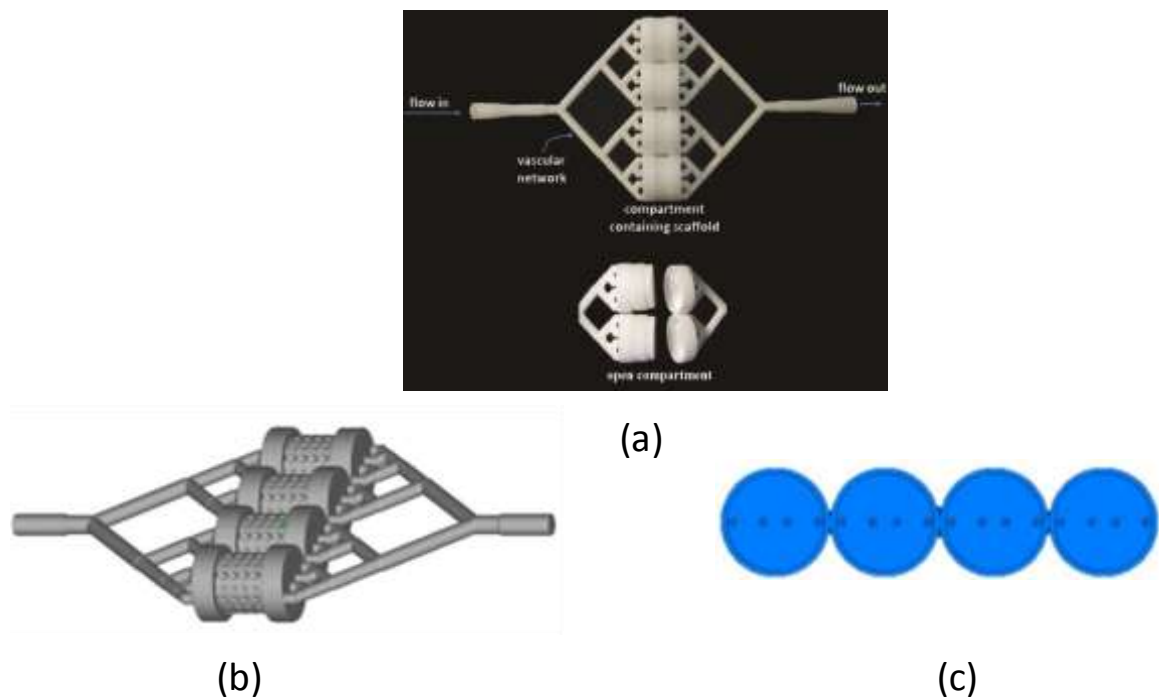 flow in
flow out
vascular
network
compartment
containing scaffold
open compartment
(a)
(b)
(c)